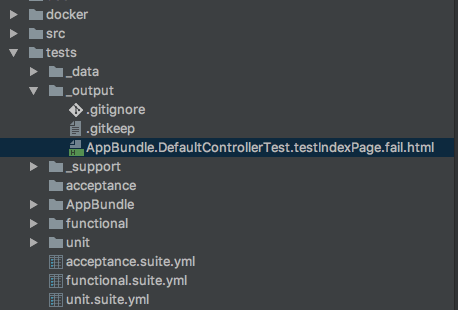 docker
src
tests
_data
_output
.gitignore
.gitkeep
AppBundle.DefaultControllerTest.testIndexPage.fail.html
_support
acceptance
AppBundle
functional
unit
acceptance.suite.yml
functional.suite.yml
unit.suite.yml